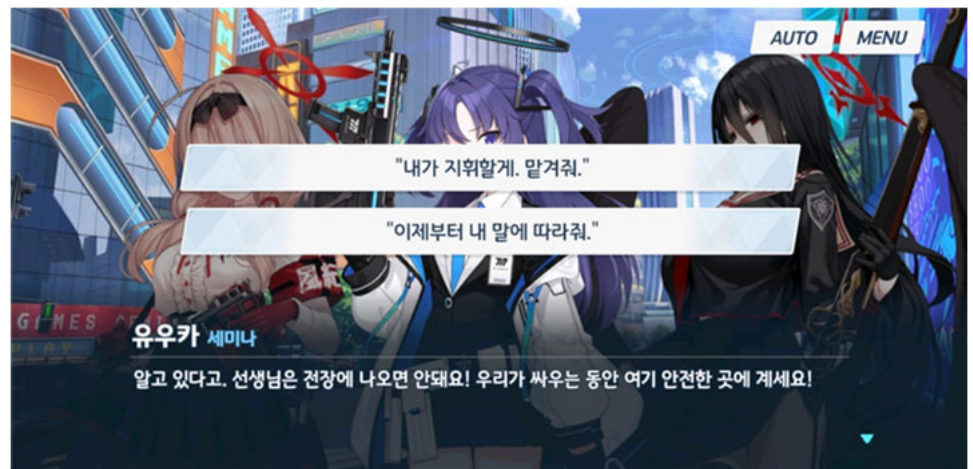 AUTO MENU
"내가 지휘할게. 맡겨줘."
"이제부터 내 말에 따라줘."
GAMES
PLAY
유우카 세미나
알고 있다고. 선생님은 전장에 나오면 안돼요! 우리가 싸우는 동안 여기 안전한 곳에 계세요!